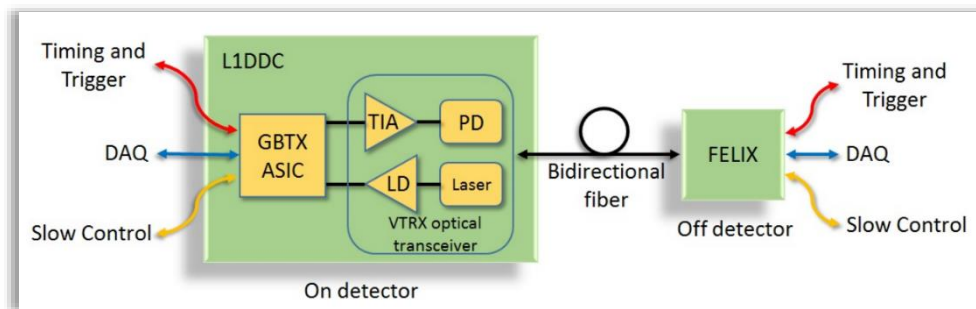 Timing and
Trigger
DAQ
Slow Control
L1DDC
GBTX
ASIC
TIA
PD
LD
Laser
VTRX optical
transceiver
On detector
Bidirectional
fiber
FELIX
Off detector
Timing and
Trigger
DAQ
Slow Control